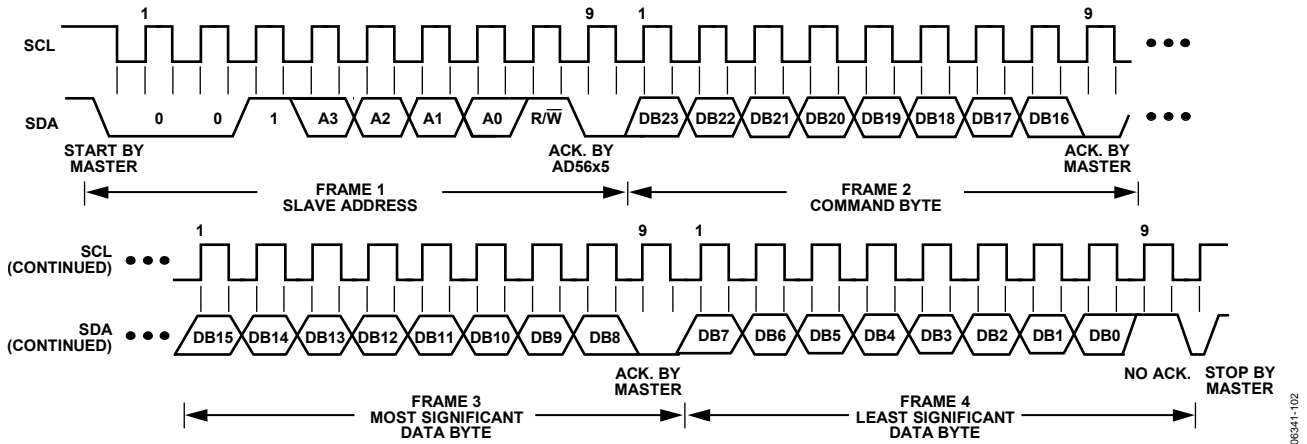 1 9 1 9
SCL
SDA 0 0 1 A3 A2 A1 A0 R/W̅ DB23 DB22 DB21 DB20 DB19 DB18 DB17 DB16
START BY
MASTER
ACK. BY
AD56x5
ACK. BY
MASTER
FRAME 1
SLAVE ADDRESS
FRAME 2
COMMAND BYTE
1 9 1 9
SCL
(CONTINUED)
SDA
(CONTINUED)
DB15 DB14 DB13 DB12 DB11 DB10 DB9 DB8 DB7 DB6 DB5 DB4 DB3 DB2 DB1 DB0
ACK. BY
MASTER
NO ACK.
STOP BY
MASTER
FRAME 3
MOST SIGNIFICANT
DATA BYTE
FRAME 4
LEAST SIGNIFICANT
DATA BYTE
06341-102